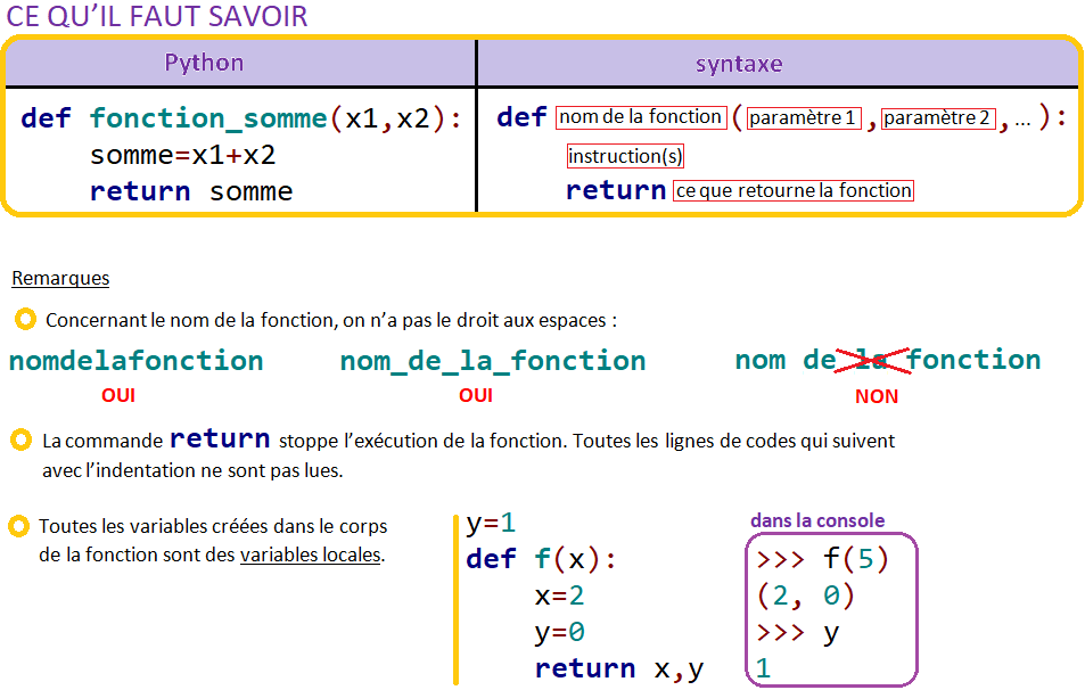 CE QU'IL FAUT SAVOIR
Python
syntaxe
def fonction_somme(x1,x2):
somme=x1+x2
return somme
def nom de la fonction ( paramètre 1 , paramètre 2 , ... ):
instruction(s)
return ce que retourne la fonction
Remarques
Concernant le nom de la fonction, on n'a pas le droit aux espaces :
nomdelafonction
nom_de_la_fonction
nom de la fonction
OUI
OUI
NON
La commande return stoppe l'exécution de la fonction. Toutes les lignes de codes qui suivent
avec l'indentation ne sont pas lues.
Toutes les variables créées dans le corps
de la fonction sont des variables locales.
y=1
def f(x):
x=2
y=0
return x,y
dans la console
>>> f(5)
(2, 0)
>>> y
1